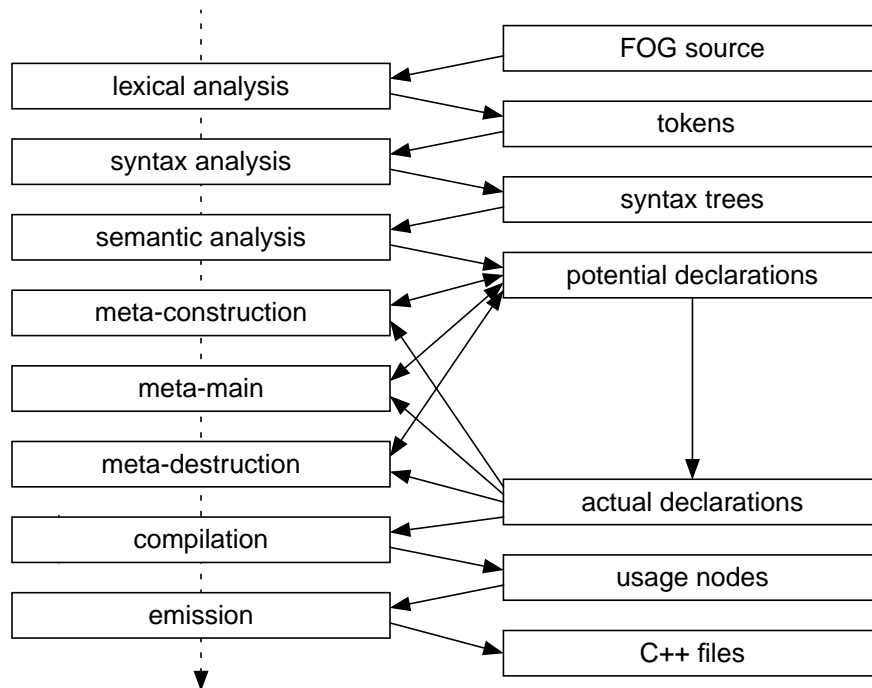 FOG source
lexical analysis
tokens
syntax analysis
syntax trees
semantic analysis
potential declarations
meta-construction
meta-main
meta-destruction
actual declarations
compilation
usage nodes
emission
C++ files